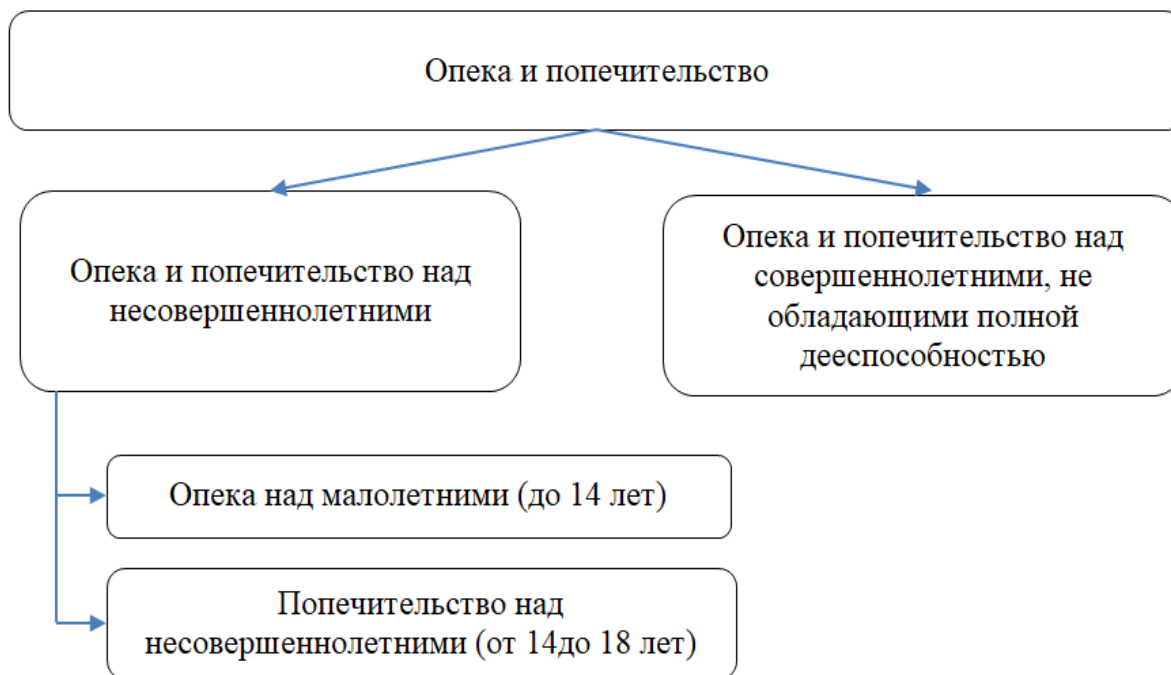 Опека и попечительство
Опека и попечительство над
несовершеннолетними
Опека и попечительство над
совершеннолетними, не
обладающими полной
дееспособностью
Опека над малолетними (до 14 лет)
Попечительство над
несовершеннолетними (от 14до 18 лет)